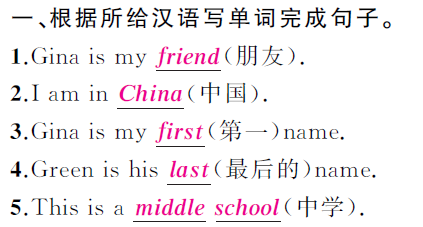 一、根据所给汉语写单词完成句子。
1.Gina is my friend(朋友).
2.I am in China(中国).
3.Gina is my first(第一)name.
4.Green is his last(最后的)name.
5.This is a middle school(中学).